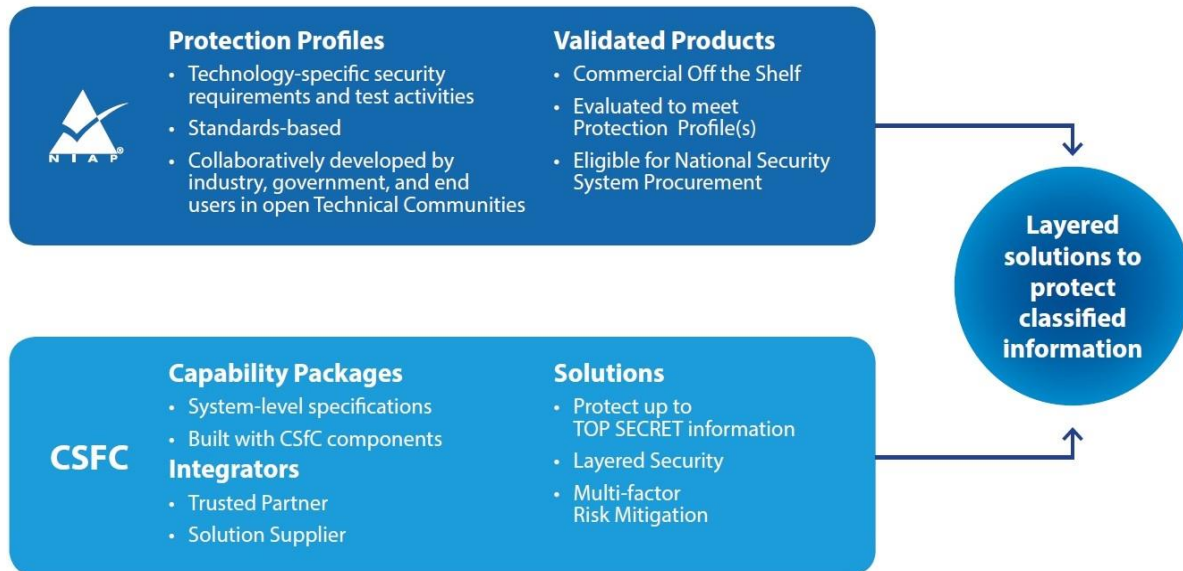 NIAP®
Protection Profiles
• Technology-specific security
requirements and test activities
• Standards-based
• Collaboratively developed by
industry, government, and end
users in open Technical Communities
Validated Products
• Commercial Off the Shelf
• Evaluated to meet
Protection Profile(s)
• Eligible for National Security
System Procurement
Layered
solutions to
protect
classified
information
CSFC
Capability Packages
• System-level specifications
• Built with CSfC components
Integrators
• Trusted Partner
• Solution Supplier
Solutions
• Protect up to
TOP SECRET information
• Layered Security
• Multi-factor
Risk Mitigation